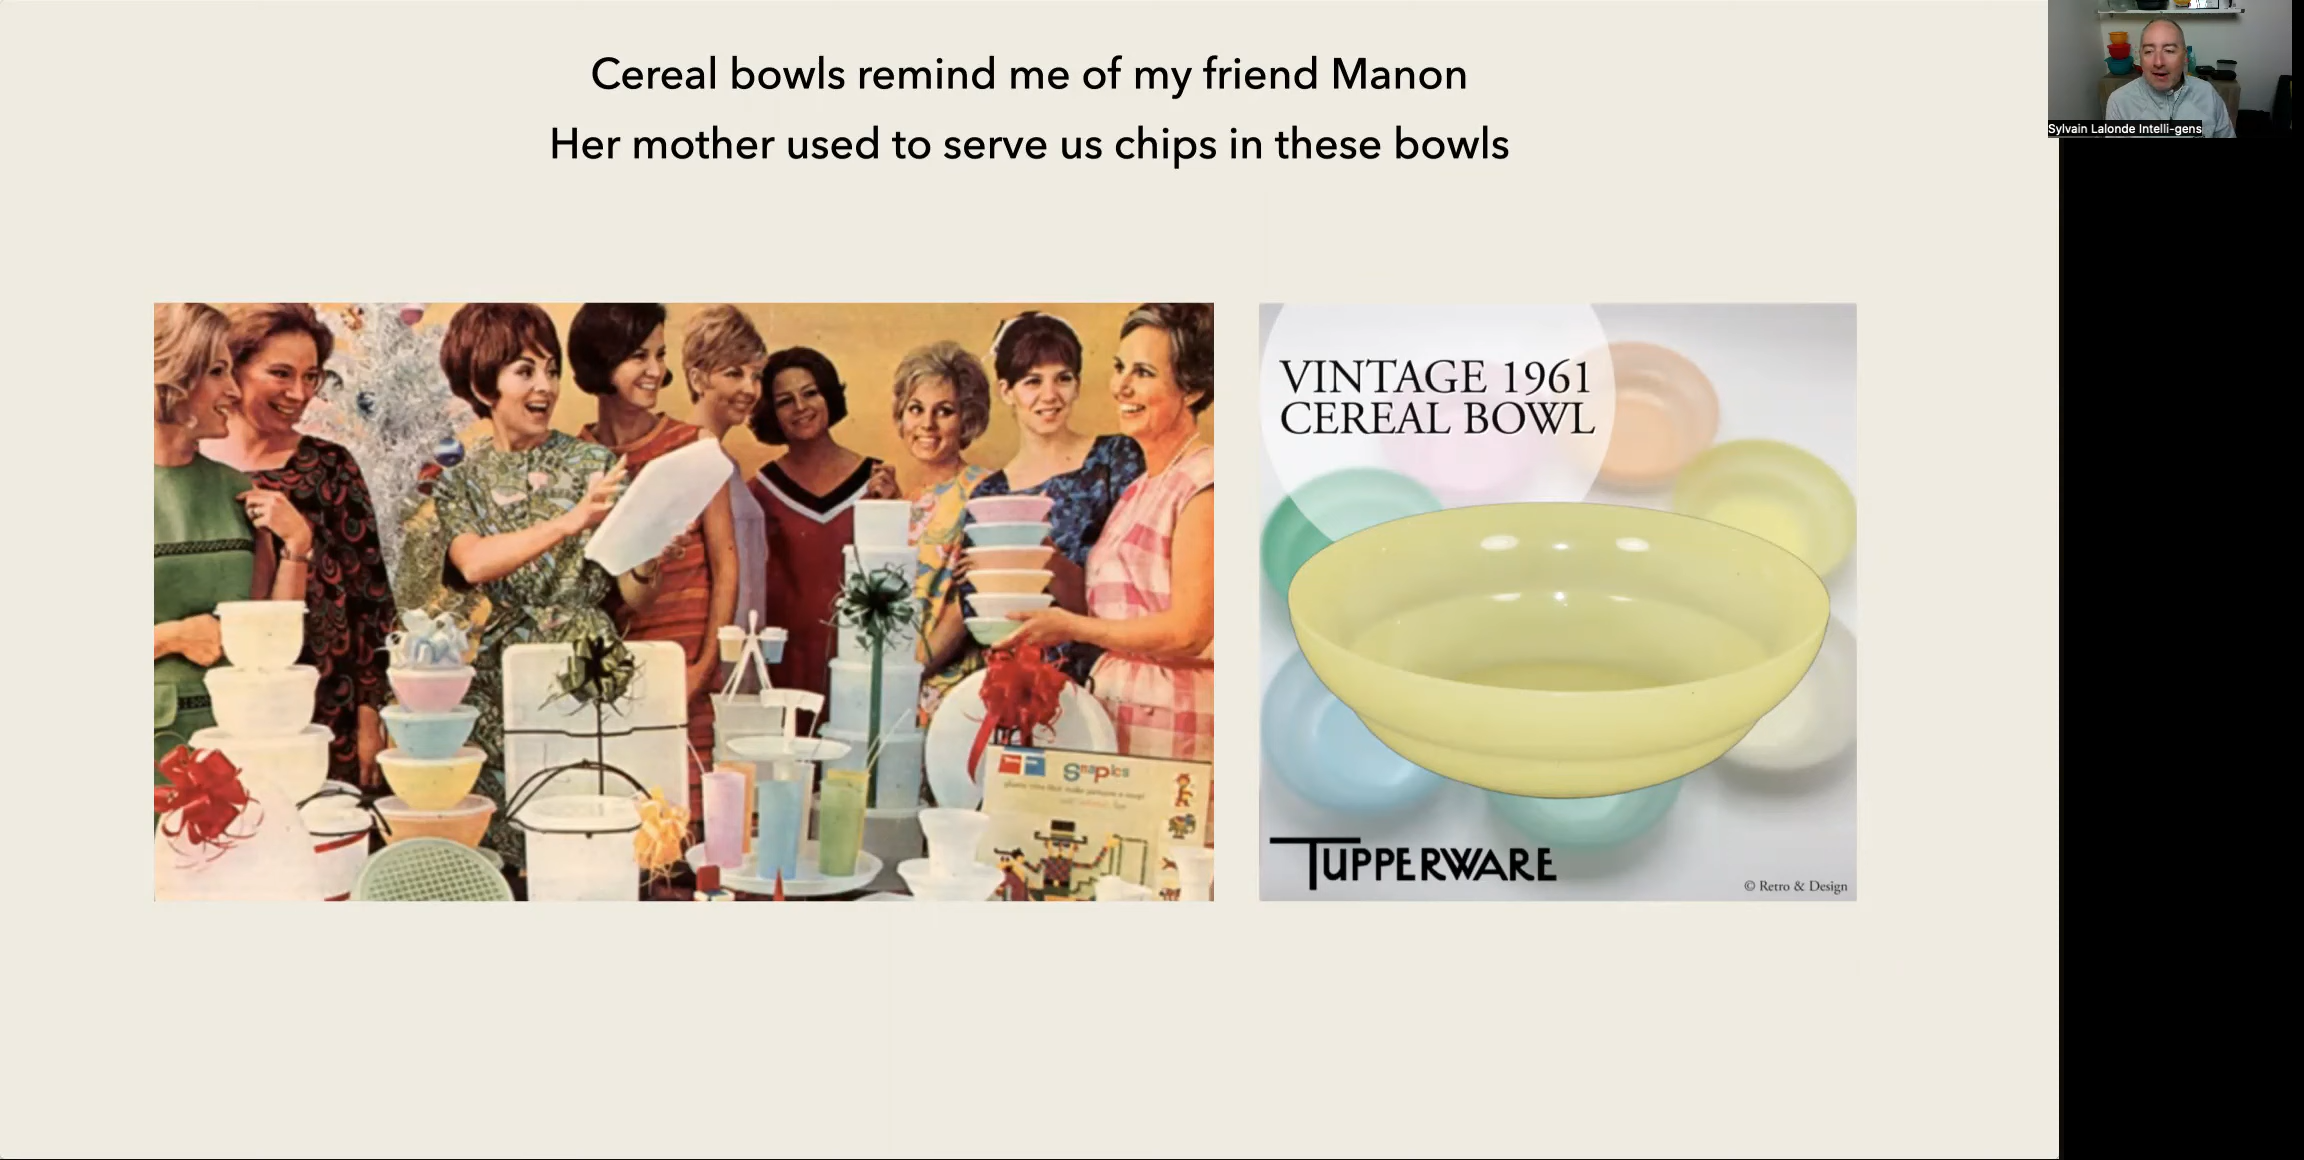 Cereal bowls remind me of my friend Manon
Her mother used to serve us chips in these bowls
Sylvain Lalonde Intelli-gens
VINTAGE 1961
CEREAL BOWL
Snapics
TUPPERWARE
© Retro & Design